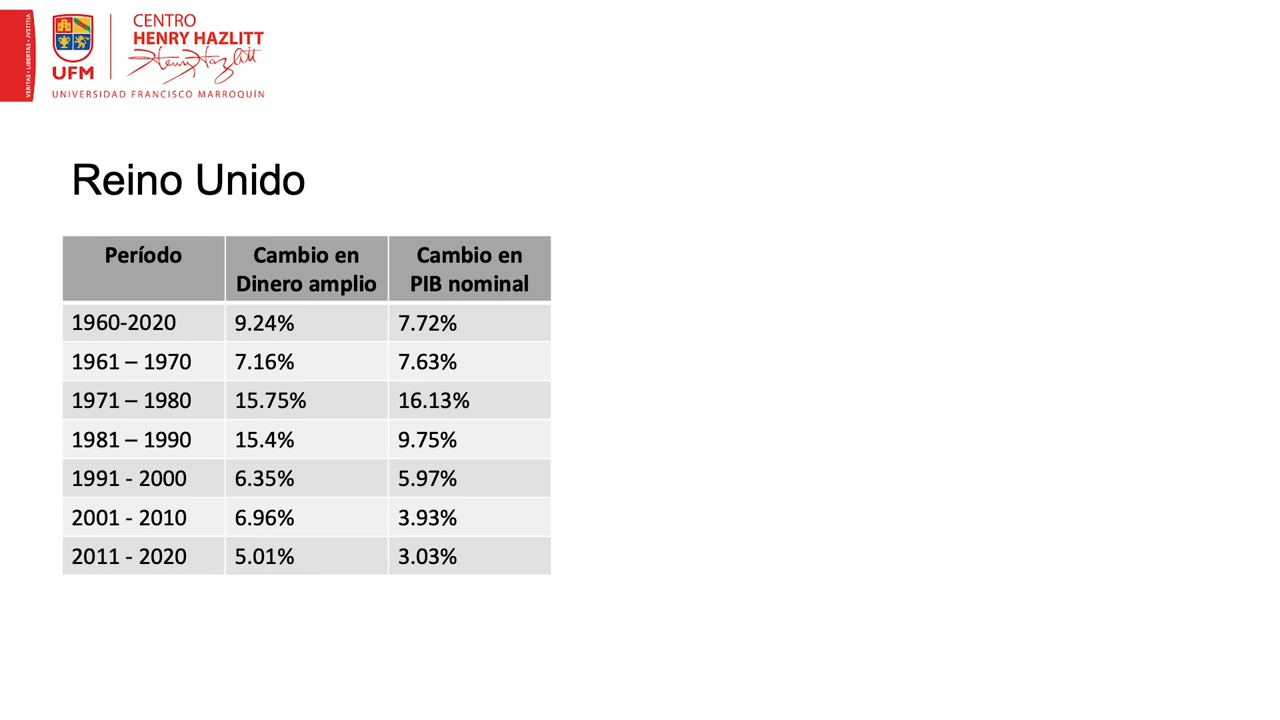 VERITAS • LIBERTAS • JVSTITIA
UFM
CENTRO
HENRY HAZLITT
Henry Hazlitt
UNIVERSIDAD FRANCISCO MARROQUÍN
Reino Unido
Período Cambio en Dinero amplio Cambio en PIB nominal
1960-2020 9.24% 7.72%
1961 – 1970 7.16% 7.63%
1971 – 1980 15.75% 16.13%
1981 – 1990 15.4% 9.75%
1991 - 2000 6.35% 5.97%
2001 - 2010 6.96% 3.93%
2011 - 2020 5.01% 3.03%